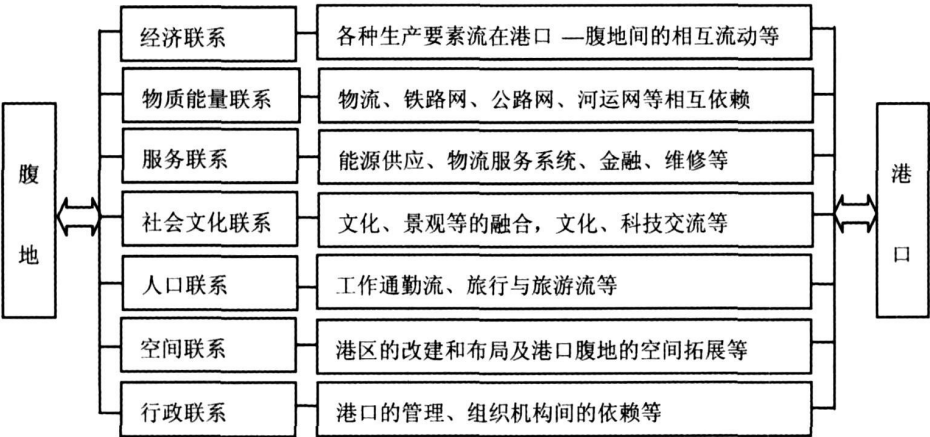 腹地
经济联系
各种生产要素流在港口—腹地间的相互流动等
物质能量联系
物流、铁路网、公路网、河运网等相互依赖
服务联系
能源供应、物流服务系统、金融、维修等
社会文化联系
文化、景观等的融合，文化、科技交流等
人口联系
工作通勤流、旅行与旅游流等
空间联系
港区的改建和布局及港口腹地的空间拓展等
行政联系
港口的管理、组织机构间的依赖等
港口